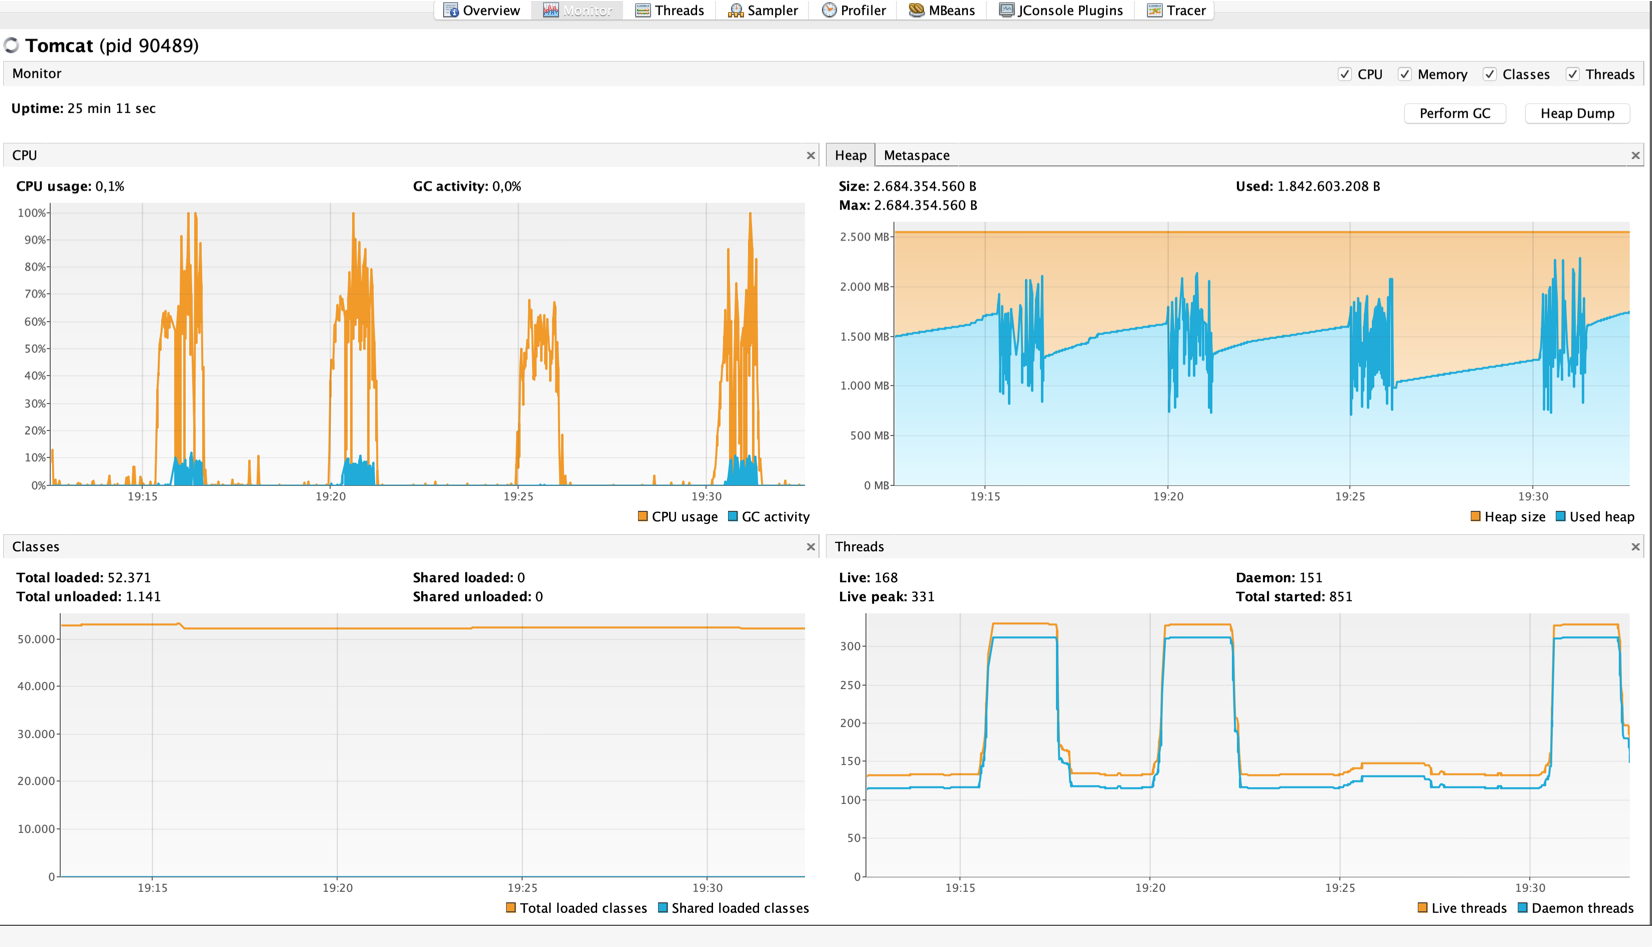 Overview Monitor Threads Sampler Profiler MBeans JConsole Plugins Tracer
Tomcat (pid 90489)
Monitor
CPU Memory Classes Threads
Uptime: 25 min 11 sec
Perform GC Heap Dump
CPU
CPU usage: 0,1% GC activity: 0,0%
100%
90%
80%
70%
60%
50%
40%
30%
20%
10%
0%
19:15 19:20 19:25 19:30
CPU usage GC activity
Heap Metaspace
Size: 2.684.354.560 B Used: 1.842.603.208 B
Max: 2.684.354.560 B
2.500 MB
2.000 MB
1.500 MB
1.000 MB
500 MB
0 MB
19:15 19:20 19:25 19:30
Heap size Used heap
Classes
Total loaded: 52.371 Shared loaded: 0
Total unloaded: 1.141 Shared unloaded: 0
50.000
40.000
30.000
20.000
10.000
0
19:15 19:20 19:25 19:30
Total loaded classes Shared loaded classes
Threads
Live: 168 Daemon: 151
Live peak: 331 Total started: 851
300
250
200
150
100
50
0
19:15 19:20 19:25 19:30
Live threads Daemon threads